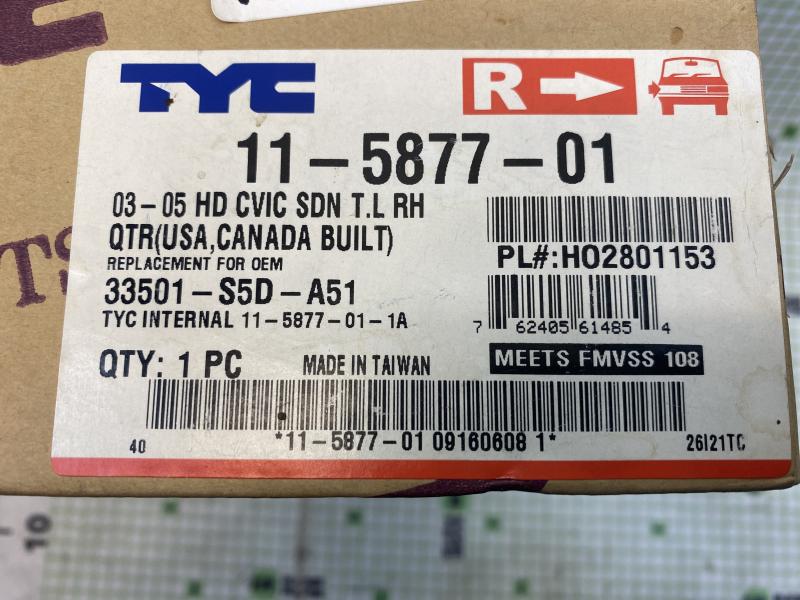 TYC
R
11-5877-01
03-05 HD CVIC SDN T.L RH
QTR(USA,CANADA BUILT)
REPLACEMENT FOR OEM
33501-S5D-A51
TYC INTERNAL 11-5877-01-1A
PL#:HO2801153
7 62405 61485 4
QTY: 1 PC
MADE IN TAIWAN
MEETS FMVSS 108
40
*11-5877-01 09160608 1*
26I21TC
TS
10